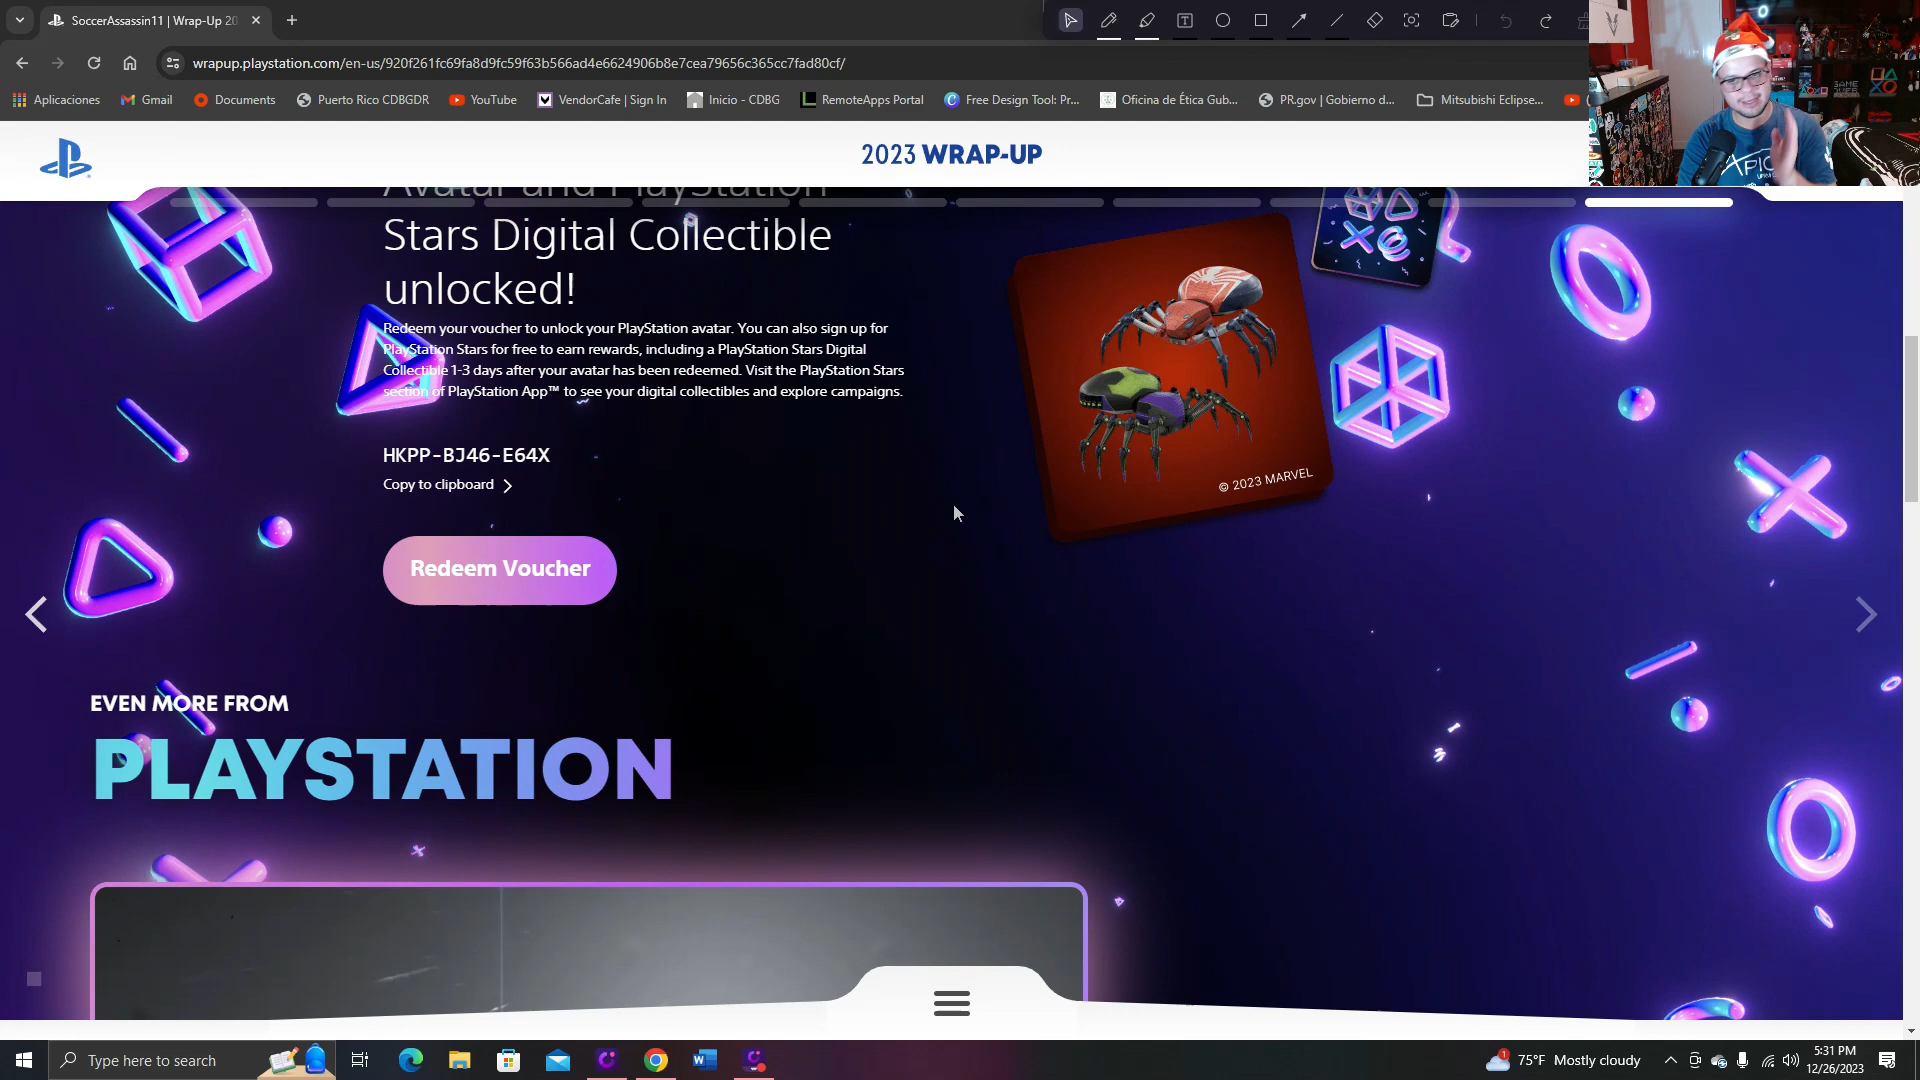 SoccerAssassin11 | Wrap-Up 20
wrapup.playstation.com/en-us/920f261fc69fa8d9fc59f63b566ad4e6624906b8e7cea79656c365cc7fad80cf/
Aplicaciones
Gmail
Documents
Puerto Rico CDBGDR
YouTube
VendorCafe | Sign In
Inicio - CDBG
RemoteApps Portal
Free Design Tool: Pr...
Oficina de Ética Gub...
PR.gov | Gobierno d...
Mitsubishi Eclipse...
2023 WRAP-UP
Avatar and PlayStation
Stars Digital Collectible
unlocked!
Redeem your voucher to unlock your PlayStation avatar. You can also sign up for
PlayStation Stars for free to earn rewards, including a PlayStation Stars Digital
Collectible 1-3 days after your avatar has been redeemed. Visit the PlayStation Stars
section of PlayStation App™ to see your digital collectibles and explore campaigns.
HKPP-BJ46-E64X
Copy to clipboard
Redeem Voucher
© 2023 MARVEL
EVEN MORE FROM
PLAYSTATION
Type here to search
1
75°F Mostly cloudy
5:31 PM
12/26/2023